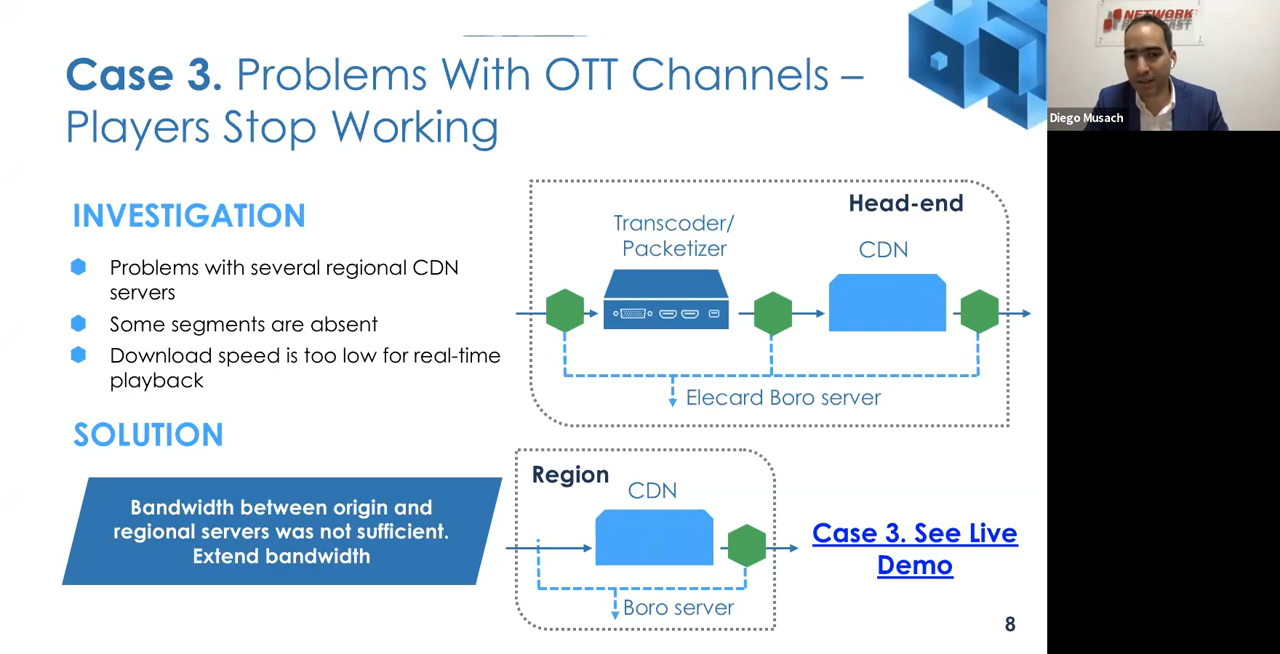 Case 3. Problems With OTT Channels –
Players Stop Working
INVESTIGATION
Problems with several regional CDN
servers
Some segments are absent
Download speed is too low for real-time
playback
SOLUTION
Bandwidth between origin and
regional servers was not sufficient.
Extend bandwidth
Head-end
Transcoder/
Packetizer
CDN
Elecard Boro server
Region
CDN
Boro server
Case 3. See Live
Demo
8
NETWORK
Diego Musach